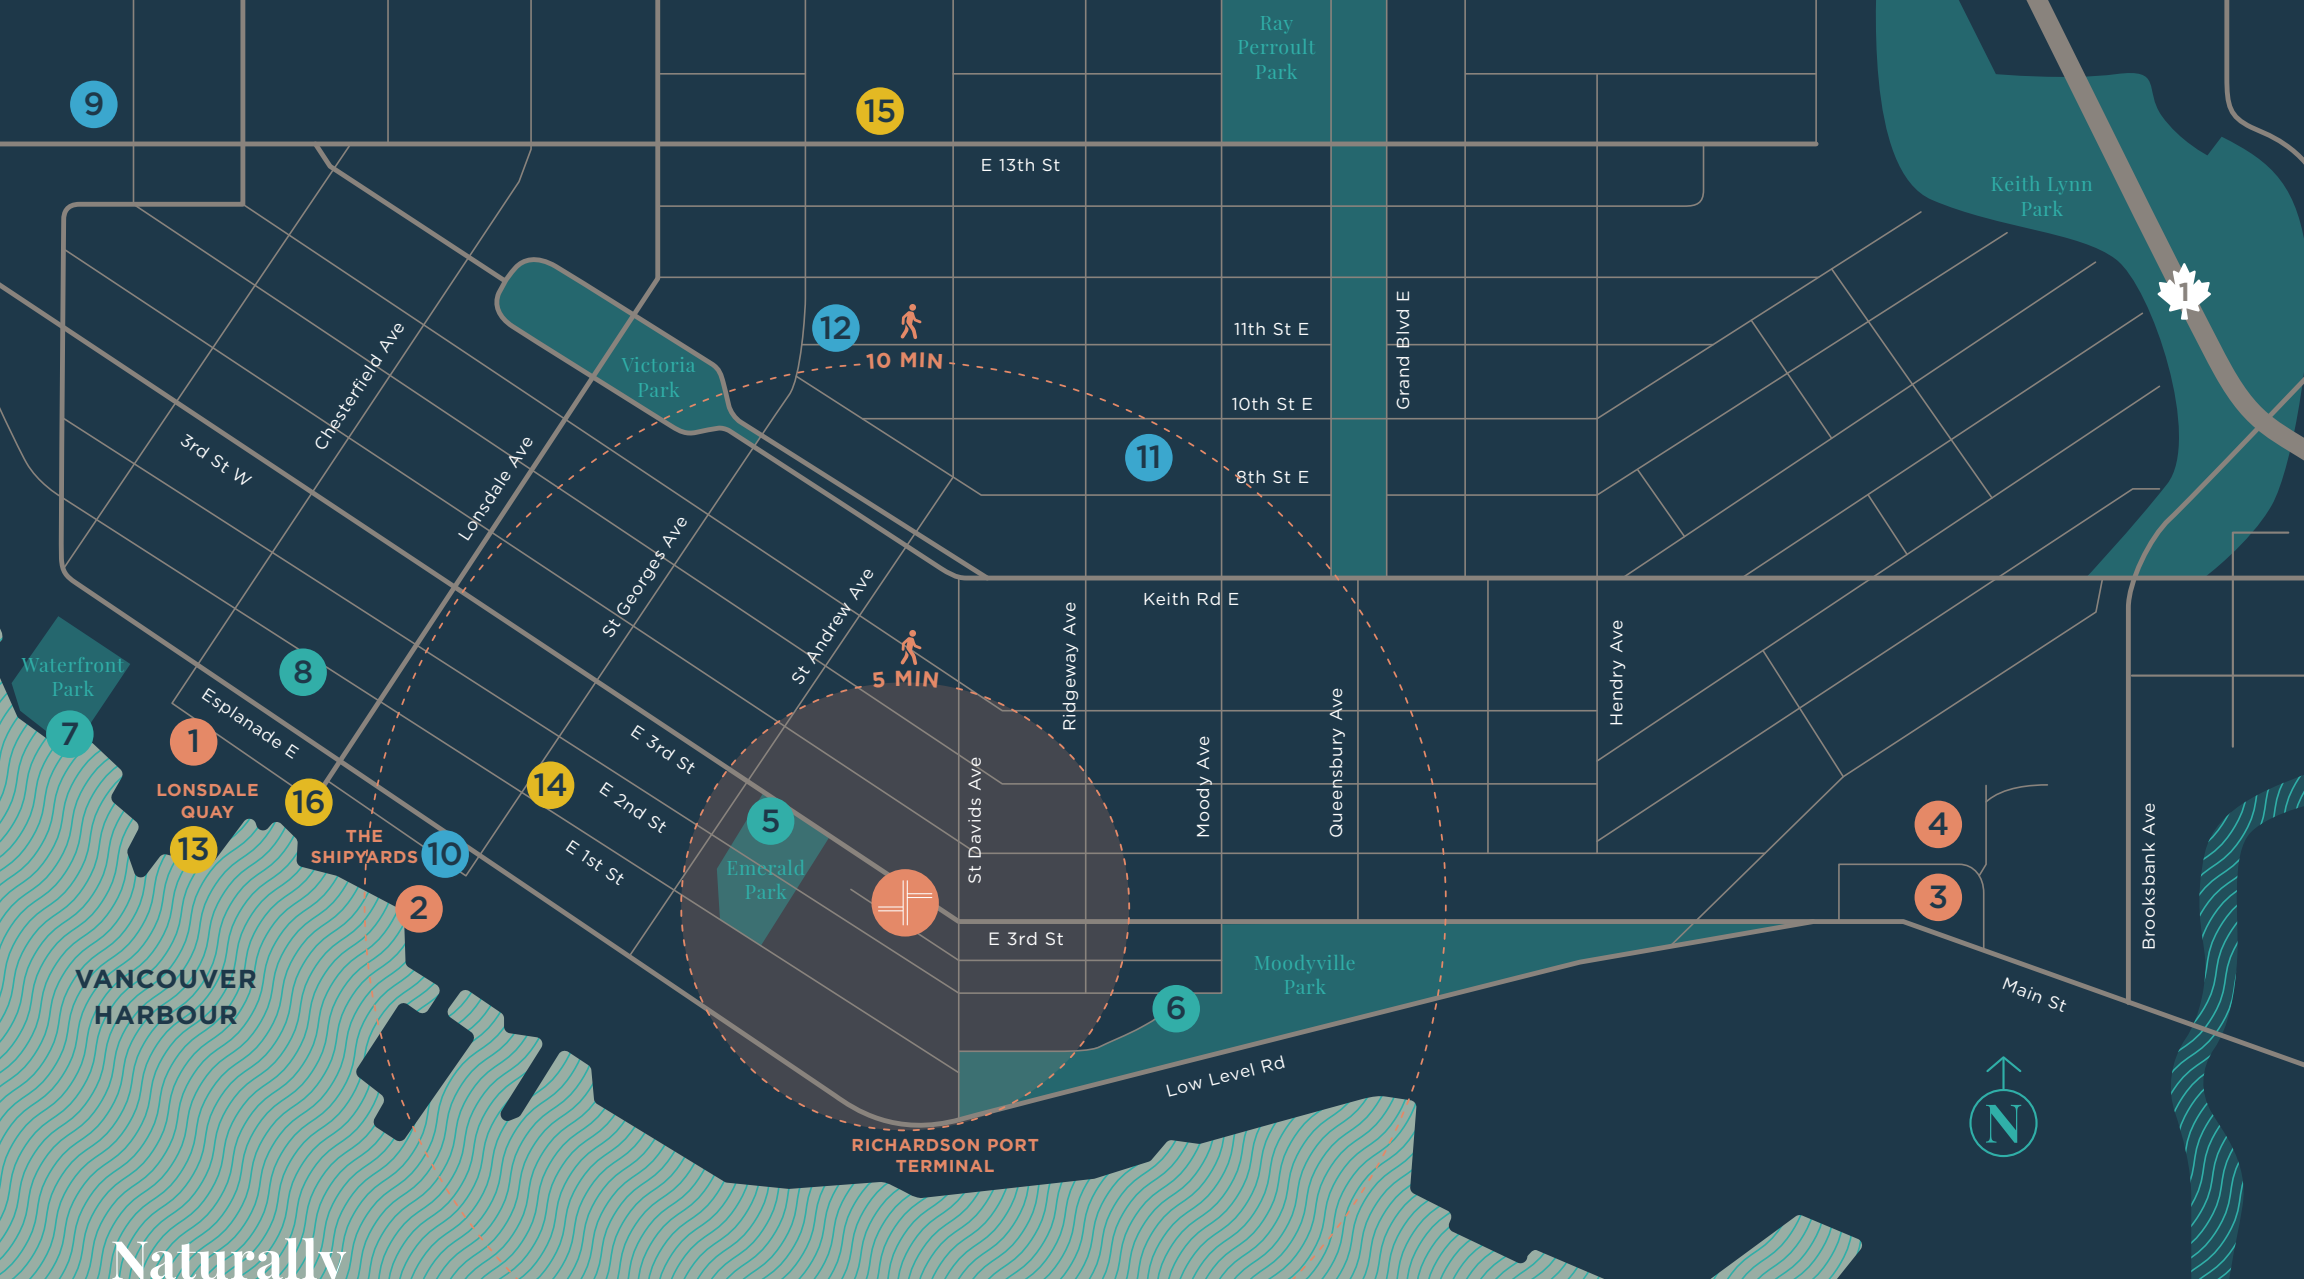 Ray
Perroult
Park
9
15
E 13th St
Keith Lynn
Park
1
12
10 MIN
11th St E
Grand Blvd E
Chesterfield Ave
Victoria
Park
10th St E
3rd St W
Lonsdale Ave
11
8th St E
St Georges Ave
St Andrew Ave
Keith Rd E
5 MIN
Ridgeway Ave
Hendry Ave
Waterfront
Park
8
7
1
Esplanade E
E 3rd St
Moody Ave
Queensbury Ave
LONSDALE
QUAY
16
14
E 2nd St
5
St Davids Ave
4
13
THE
SHIPYARDS
10
E 1st St
Emerald
Park
3
Brooksbank Ave
2
E 3rd St
VANCOUVER
HARBOUR
Moodyville
Park
6
Main St
Low Level Rd
N
RICHARDSON PORT
TERMINAL
Naturally